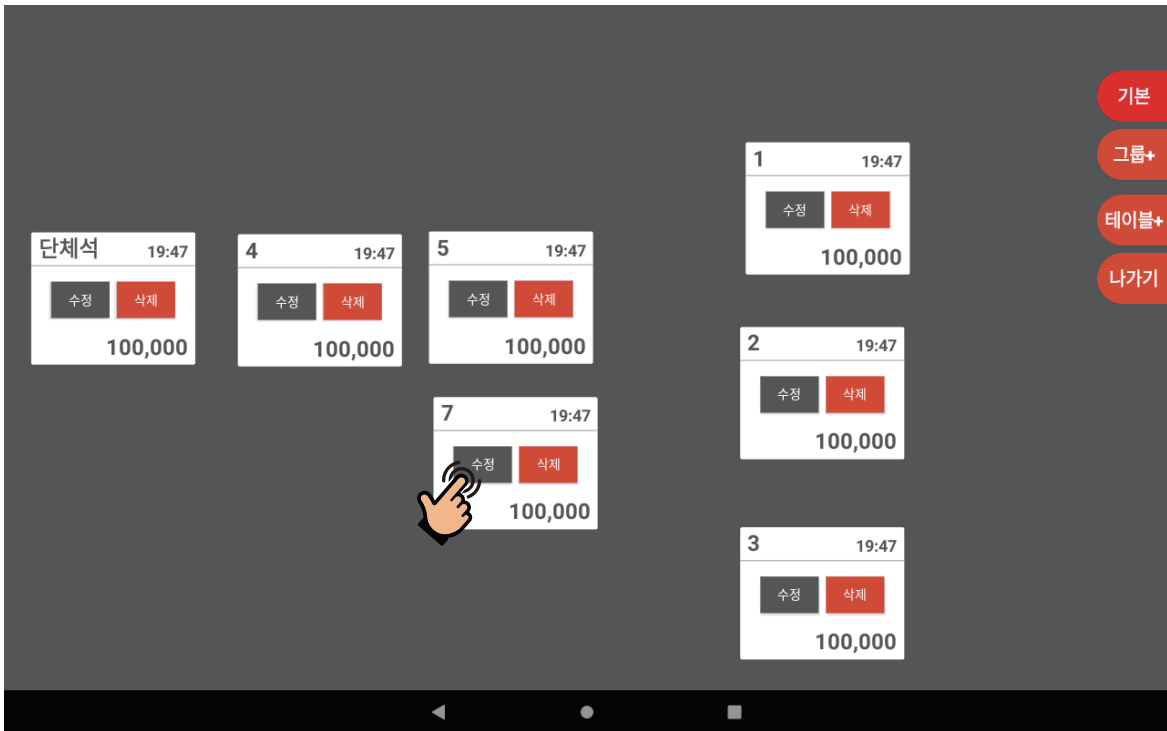 기본
그룹+
테이블+
나가기
1 19:47
수정 삭제
100,000
단체석 19:47
수정 삭제
100,000
4 19:47
수정 삭제
100,000
5 19:47
수정 삭제
100,000
2 19:47
수정 삭제
100,000
7 19:47
수정 삭제
100,000
3 19:47
수정 삭제
100,000